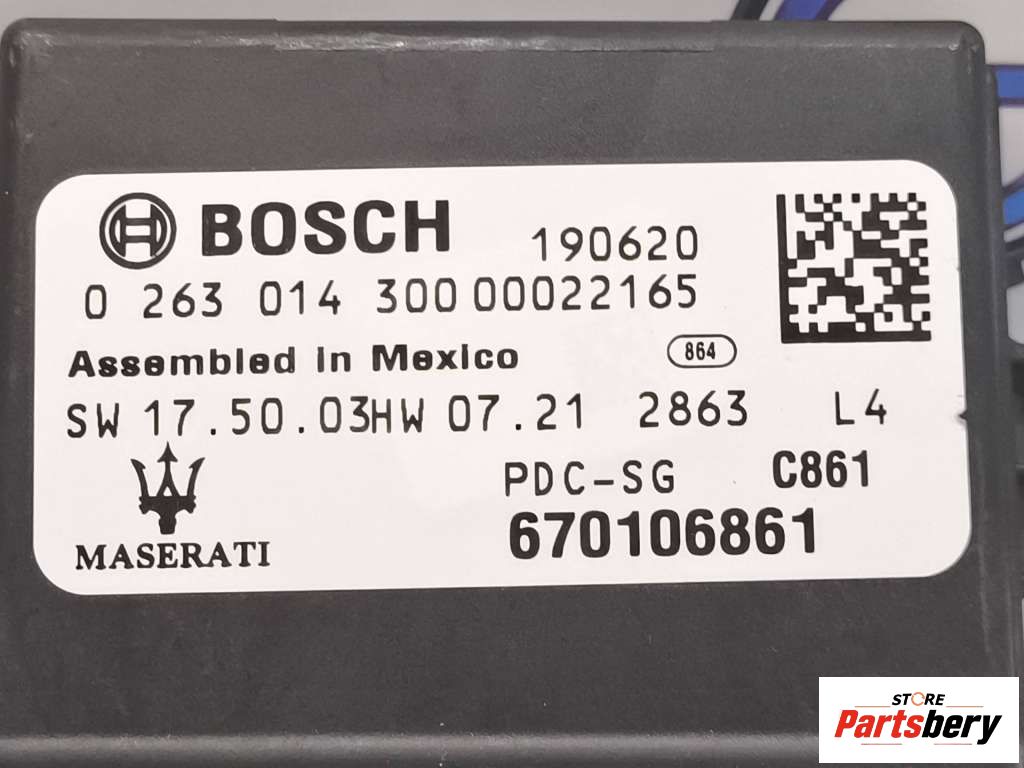 BOSCH 190620
0 263 014 300 00022165
Assembled in Mexico 864
SW 17.50.03HW 07.21 2863 L4
PDC-SG C861
MASERATI 670106861
STORE
Partsbery